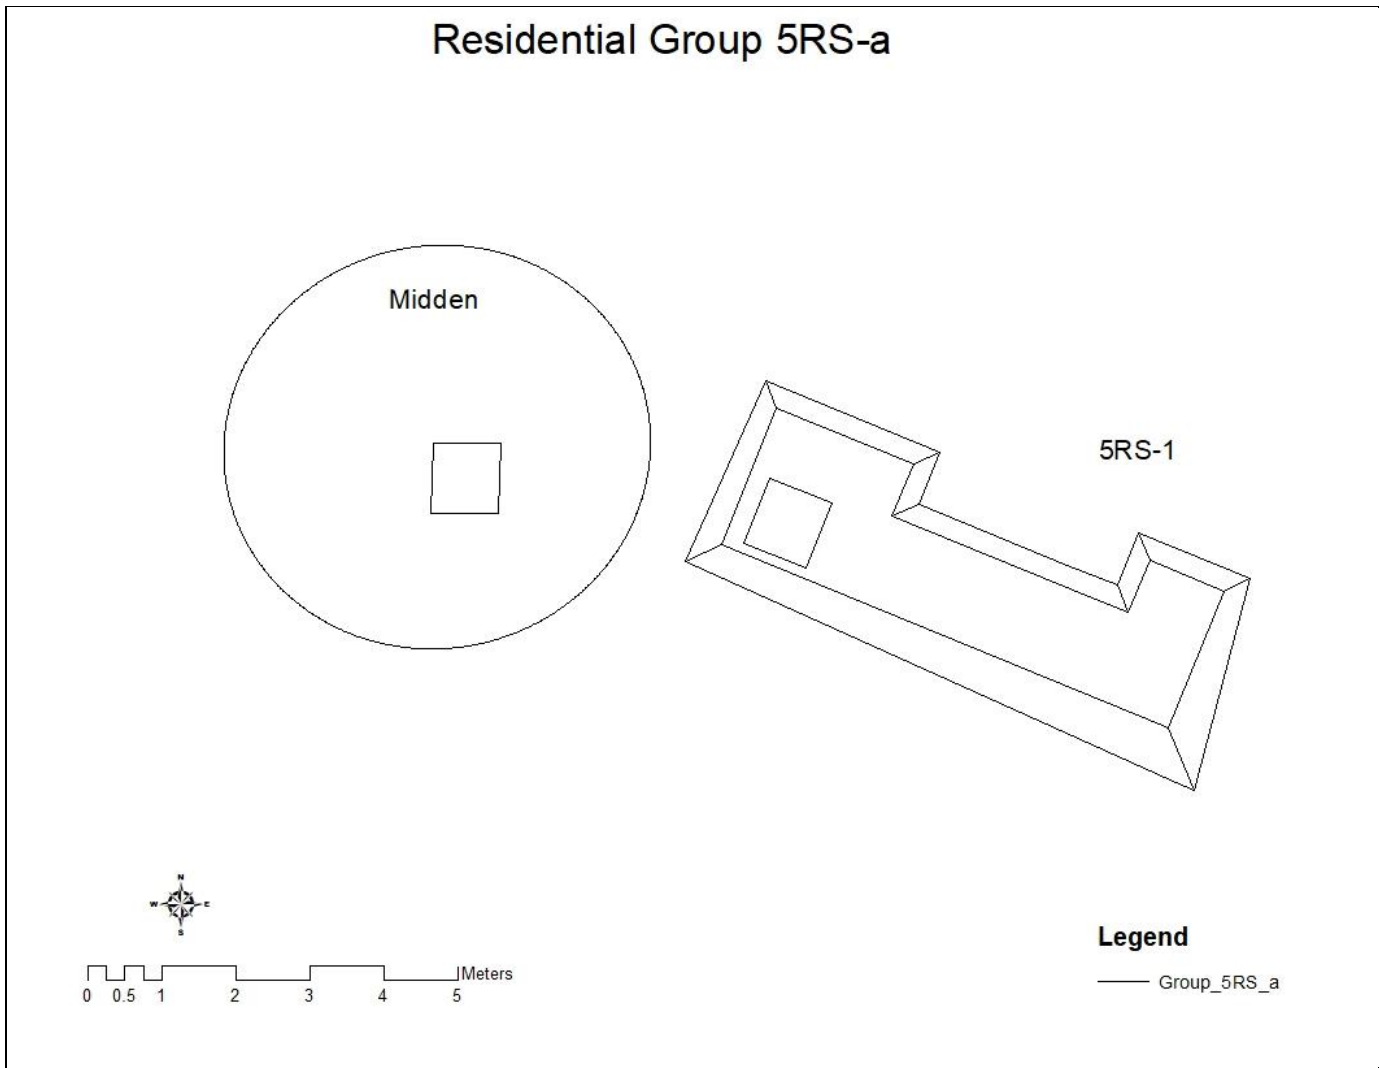 Residential Group 5RS-a
Midden
5RS-1
N
W E
S
Meters
0 0.5 1 2 3 4 5
Legend
Group_5RS_a